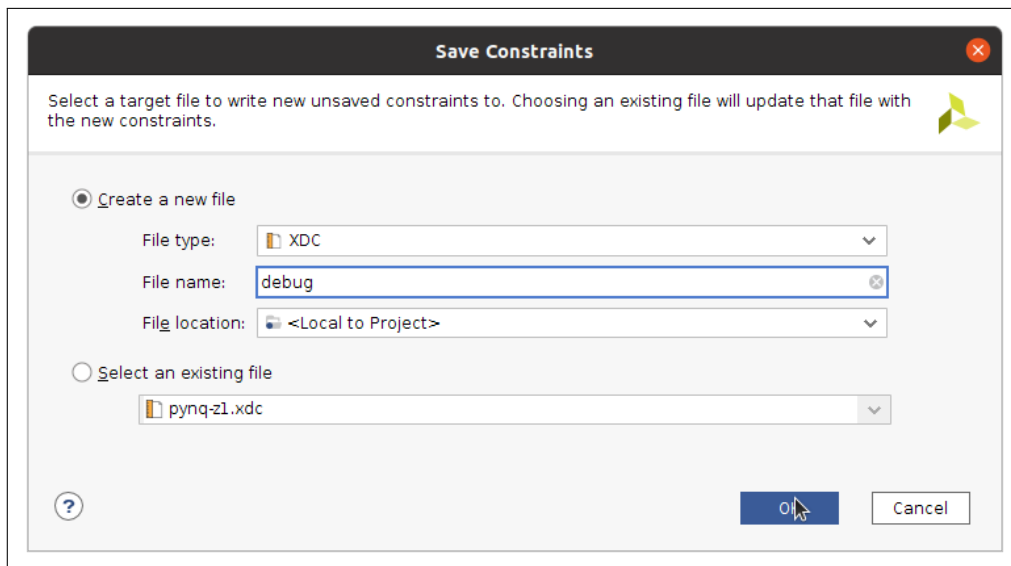 Save Constraints
Select a target file to write new unsaved constraints to. Choosing an existing file will update that file with
the new constraints.
Create a new file
File type: XDC
File name: debug
File location: <Local to Project>
Select an existing file
pynq-z1.xdc
? OK Cancel